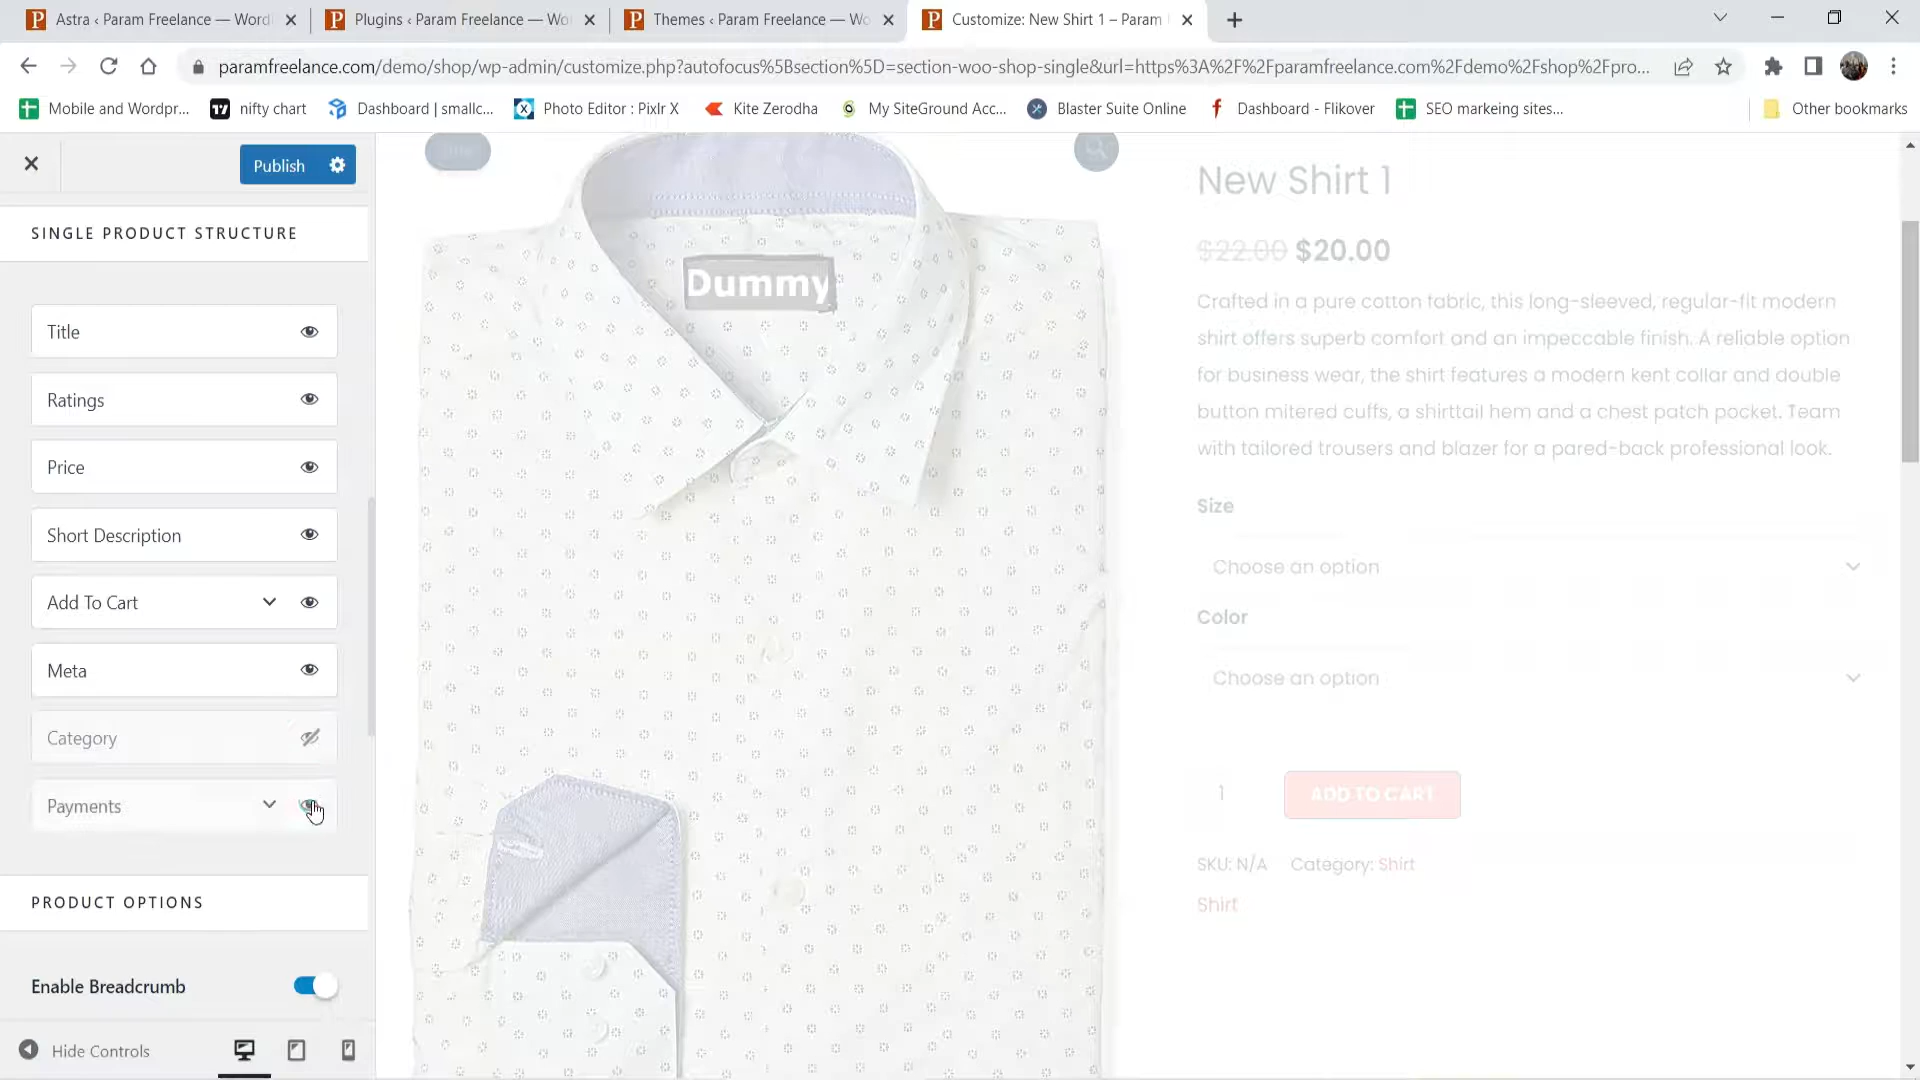 Astra ‹ Param Freelance — Word
Plugins ‹ Param Freelance — Wo
Themes ‹ Param Freelance — Wo
Customize: New Shirt 1 – Param
paramfreelance.com/demo/shop/wp-admin/customize.php?autofocus%5Bsection%5D=section-woo-shop-single&url=https%3A%2F%2Fparamfreelance.com%2Fdemo%2Fshop%2Fpro...
Mobile and Wordpr...
nifty chart
Dashboard | smallc...
Photo Editor : Pixlr X
Kite Zerodha
My SiteGround Acc...
Blaster Suite Online
Dashboard - Flikover
SEO markeing sites...
Other bookmarks
Publish
SINGLE PRODUCT STRUCTURE
Title
Ratings
Price
Short Description
Add To Cart
Meta
Category
Payments
PRODUCT OPTIONS
Enable Breadcrumb
Hide Controls
Dummy
New Shirt 1
$22.00 $20.00
Crafted in a pure cotton fabric, this long-sleeved, regular-fit modern
shirt offers superb comfort and an impeccable finish. A reliable option
for business wear, the shirt features a modern kent collar and double
button mitered cuffs, a shirttail hem and a chest patch pocket. Team
with tailored trousers and blazer for a pared-back professional look.
Size
Choose an option
Color
Choose an option
1
ADD TO CART
SKU: N/A Category: Shirt
Shirt